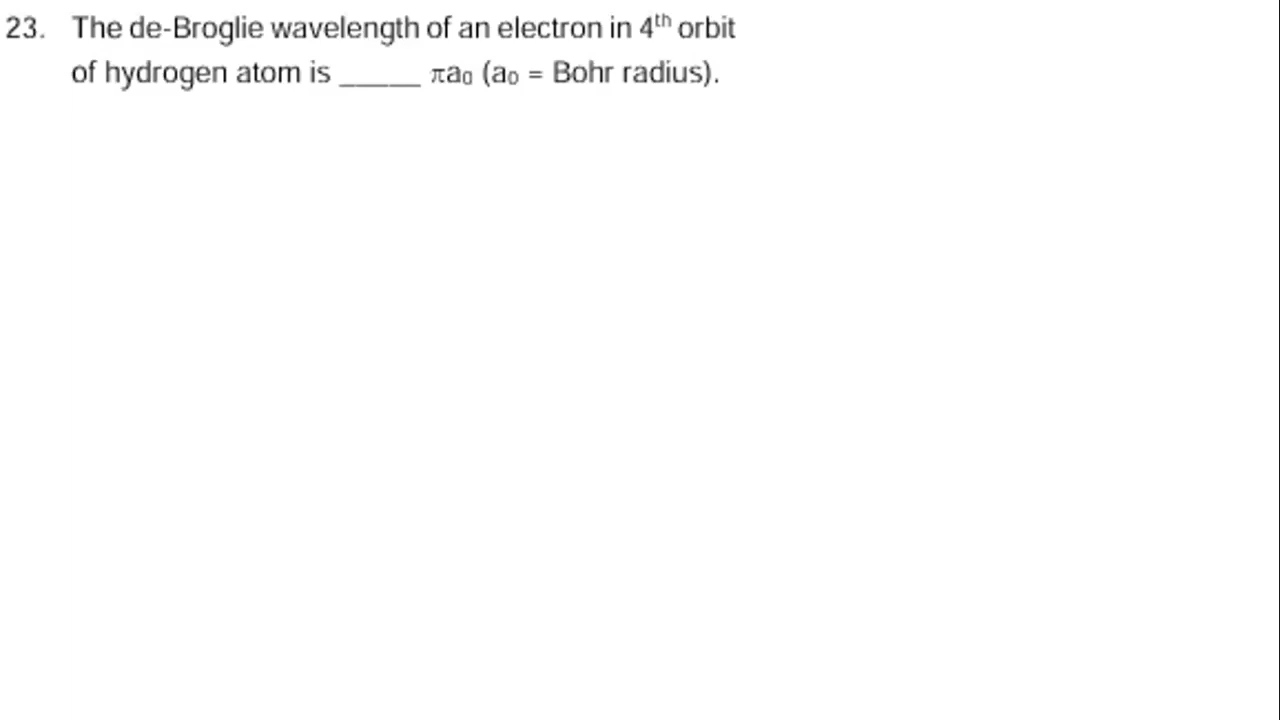 23. The de-Broglie wavelength of an electron in 4th orbit
of hydrogen atom is _____ πa₀ (a₀ = Bohr radius).